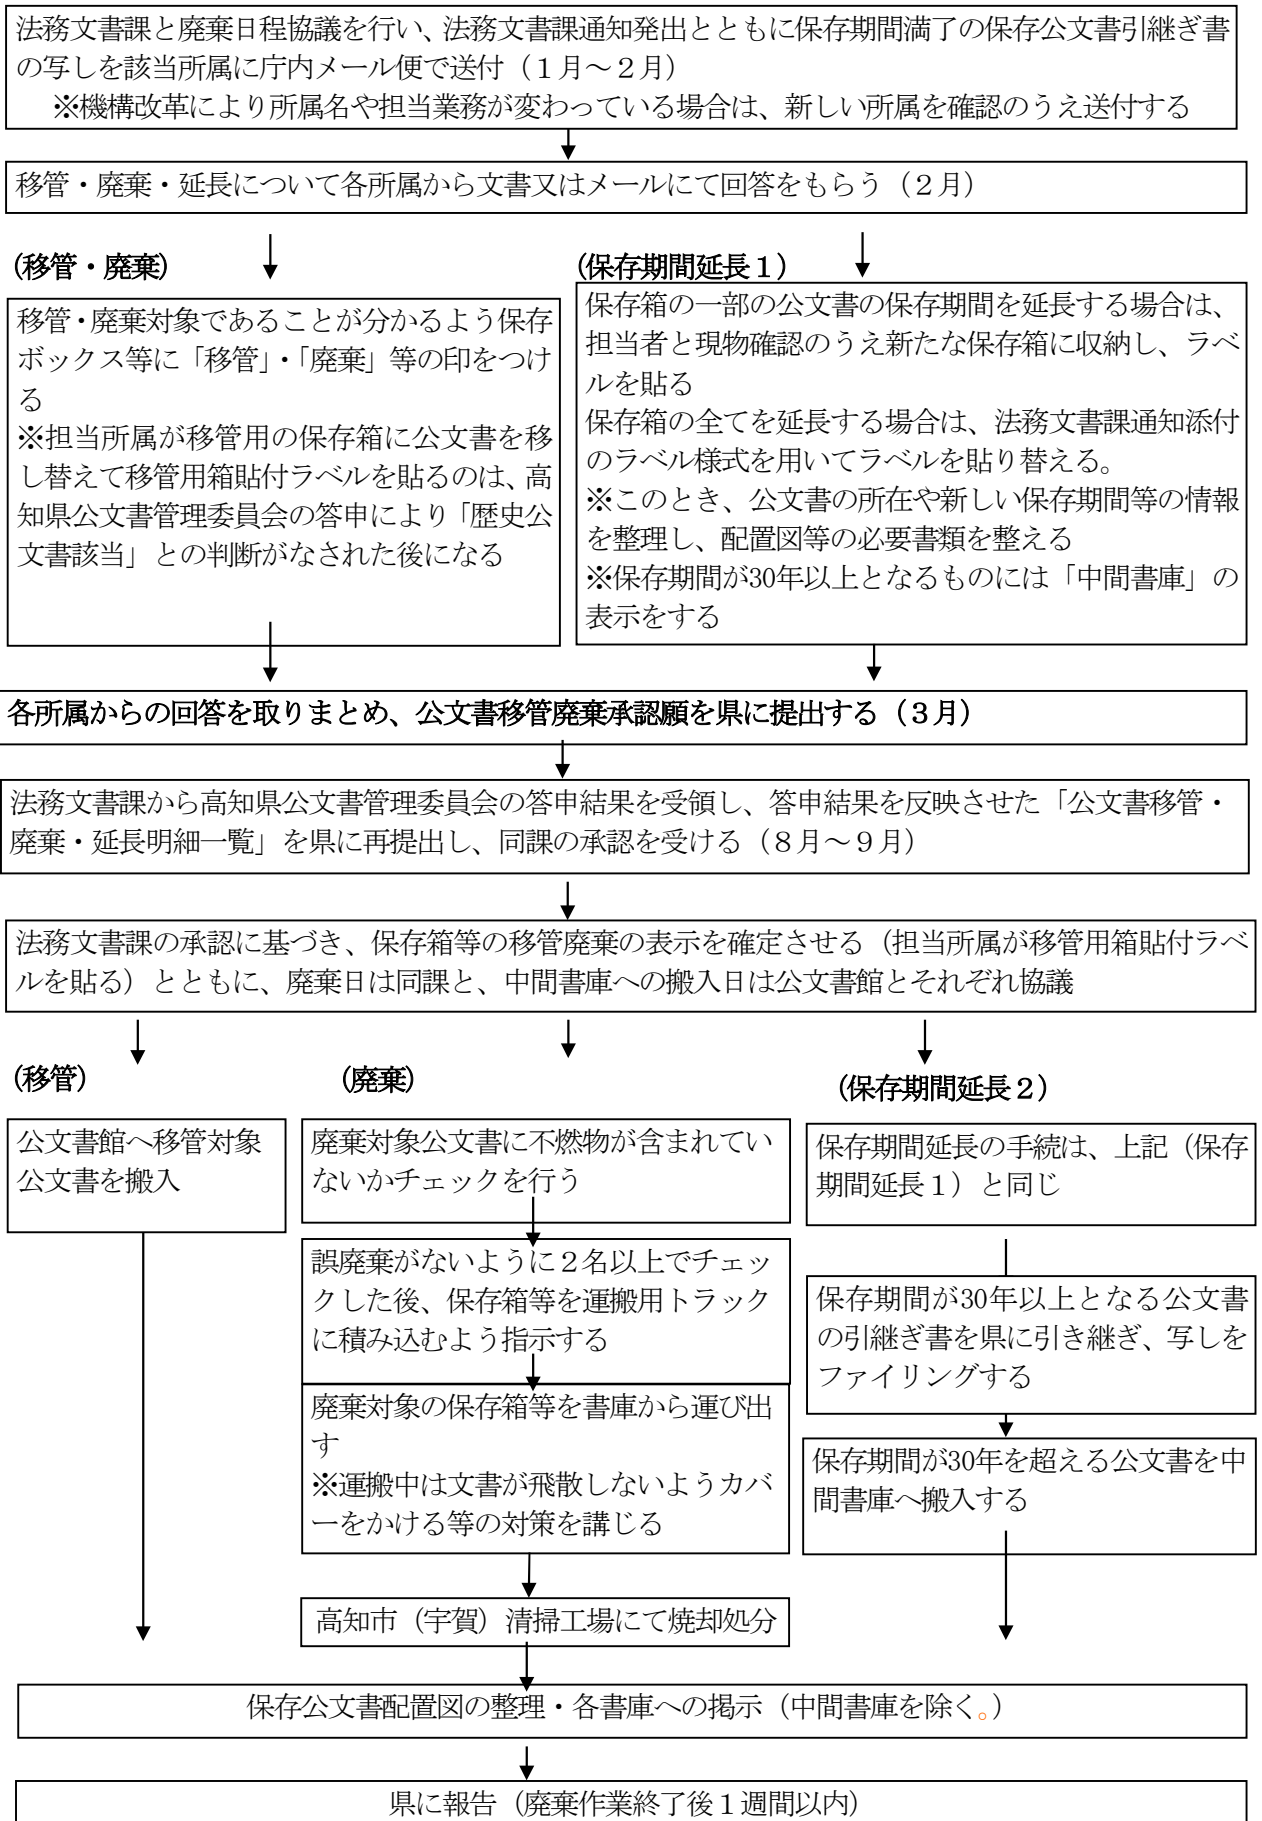 法務文書課と廃棄日程協議を行い、法務文書課通知発出とともに保存期間満了の保存公文書引継ぎ書
の写しを該当所属に庁内メール便で送付（１月～２月）
※機構改革により所属名や担当業務が変わっている場合は、新しい所属を確認のうえ送付する
移管・廃棄・延長について各所属から文書又はメールにて回答をもらう（２月）
(移管・廃棄)
移管・廃棄対象であることが分かるよう保存
ボックス等に「移管」・「廃棄」等の印をつけ
る
※担当所属が移管用の保存箱に公文書を移
し替えて移管用箱貼付ラベルを貼るのは、高
知県公文書管理委員会の答申により「歴史公
文書該当」との判断がなされた後になる
(保存期間延長１)
保存箱の一部の公文書の保存期間を延長する場合は、
担当者と現物確認のうえ新たな保存箱に収納し、ラベ
ルを貼る
保存箱の全てを延長する場合は、法務文書課通知添付
のラベル様式を用いてラベルを貼り替える。
※このとき、公文書の所在や新しい保存期間等の情報
を整理し、配置図等の必要書類を整える
※保存期間が30年以上となるものには「中間書庫」の
表示をする
各所属からの回答を取りまとめ、公文書移管廃棄承認願を県に提出する（３月）
法務文書課から高知県公文書管理委員会の答申結果を受領し、答申結果を反映させた「公文書移管・
廃棄・延長明細一覧」を県に再提出し、同課の承認を受ける（８月～９月）
法務文書課の承認に基づき、保存箱等の移管廃棄の表示を確定させる（担当所属が移管用箱貼付ラベ
ルを貼る）とともに、廃棄日は同課と、中間書庫への搬入日は公文書館とそれぞれ協議
(移管)
公文書館へ移管対象
公文書を搬入
(廃棄)
廃棄対象公文書に不燃物が含まれてい
ないかチェックを行う
誤廃棄がないように２名以上でチェッ
クした後、保存箱等を運搬用トラック
に積み込むよう指示する
廃棄対象の保存箱等を書庫から運び出
す
※運搬中は文書が飛散しないようカバ
ーをかける等の対策を講じる
高知市（宇賀）清掃工場にて焼却処分
(保存期間延長２)
保存期間延長の手続は、上記（保存
期間延長１）と同じ
保存期間が30年以上となる公文書
の引継ぎ書を県に引き継ぎ、写しを
ファイリングする
保存期間が30年を超える公文書を中
間書庫へ搬入する
保存公文書配置図の整理・各書庫への掲示（中間書庫を除く。）
県に報告（廃棄作業終了後１週間以内）